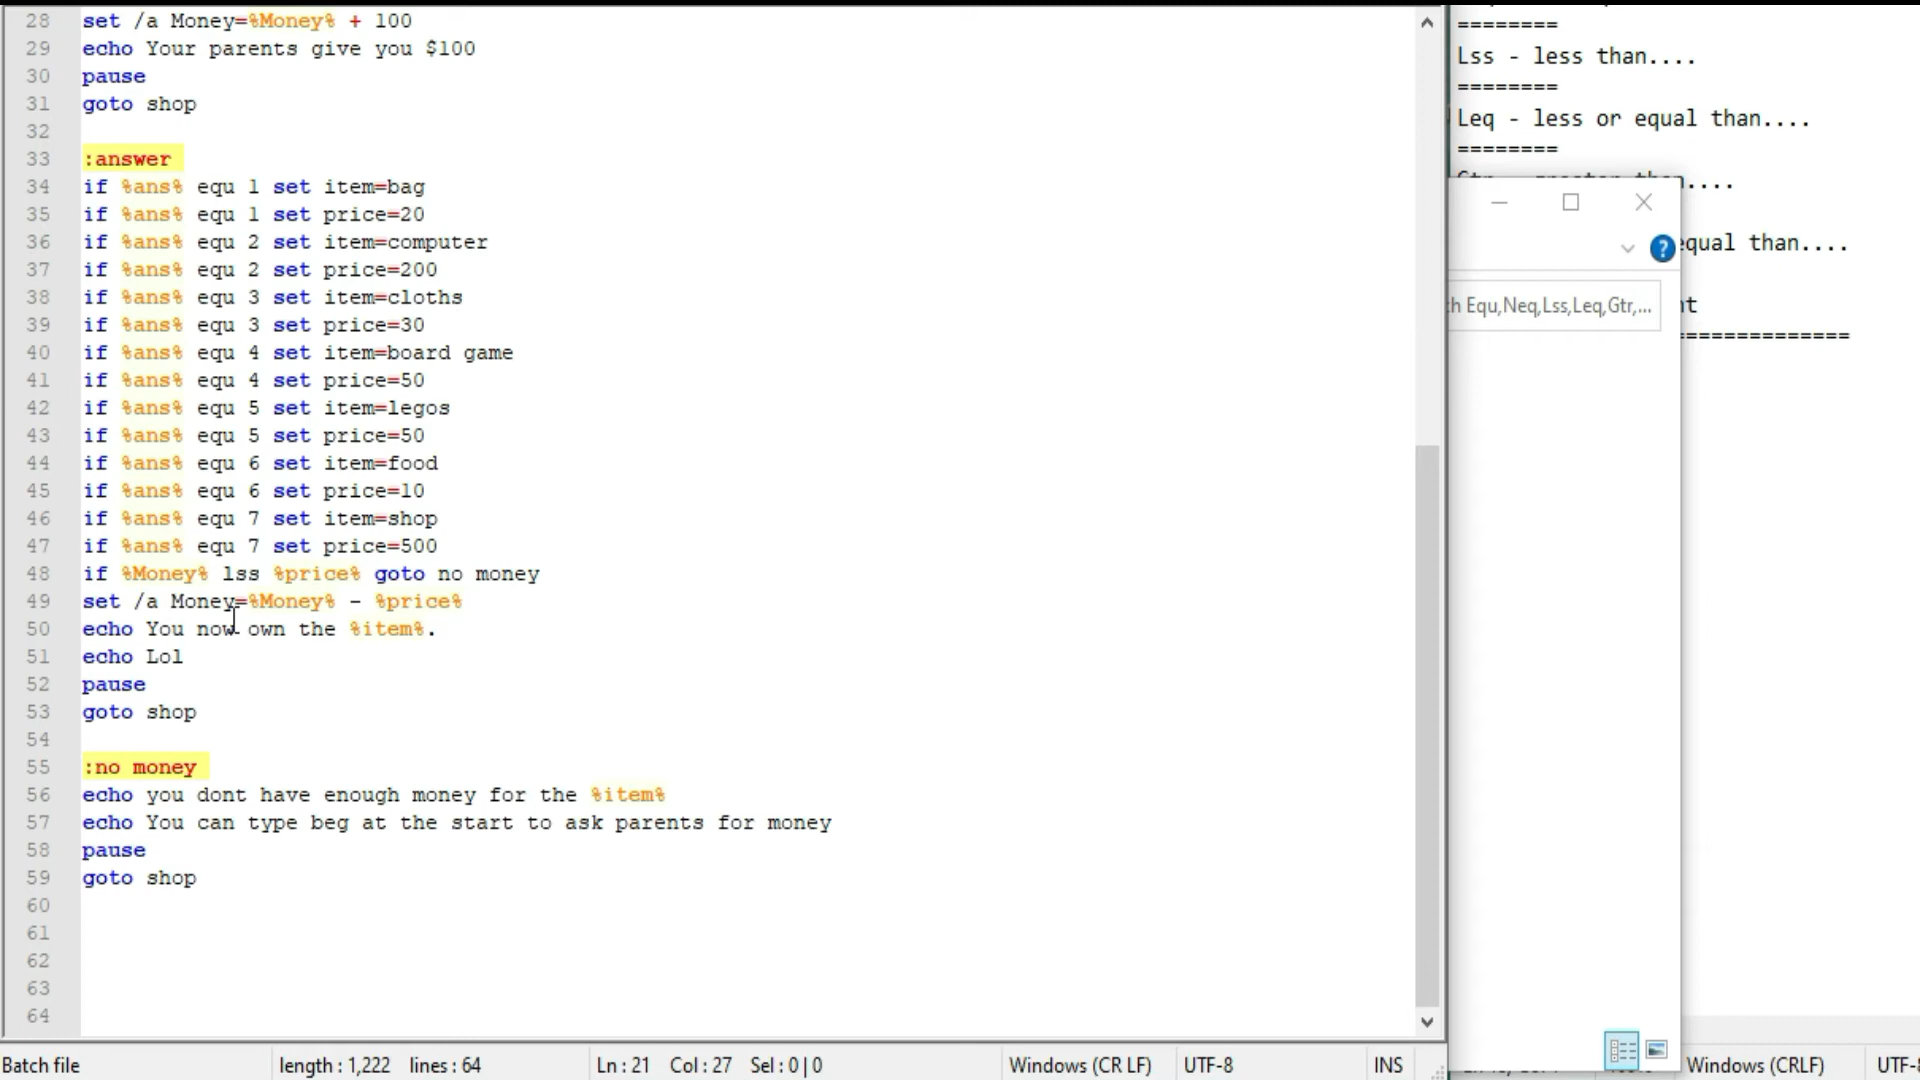 28 set /a Money=%Money% + 100
29 echo Your parents give you $100
30 pause
31 goto shop
32
33 :answer
34 if %ans% equ 1 set item=bag
35 if %ans% equ 1 set price=20
36 if %ans% equ 2 set item=computer
37 if %ans% equ 2 set price=200
38 if %ans% equ 3 set item=cloths
39 if %ans% equ 3 set price=30
40 if %ans% equ 4 set item=board game
41 if %ans% equ 4 set price=50
42 if %ans% equ 5 set item=legos
43 if %ans% equ 5 set price=50
44 if %ans% equ 6 set item=food
45 if %ans% equ 6 set price=10
46 if %ans% equ 7 set item=shop
47 if %ans% equ 7 set price=500
48 if %Money% lss %price% goto no money
49 set /a Money=%Money% - %price%
50 echo You now own the %item%.
51 echo Lol
52 pause
53 goto shop
54
55 :no money
56 echo you dont have enough money for the %item%
57 echo You can type beg at the start to ask parents for money
58 pause
59 goto shop
60
61
62
63
64
Batch file length : 1,222 lines : 64 Ln : 21 Col : 27 Sel : 0 | 0 Windows (CR LF) UTF-8 INS
========
Lss - less than....
========
Leq - less or equal than....
========
equal than....
Equ,Neq,Lss,Leq,Gtr,...
=============
Windows (CRLF)